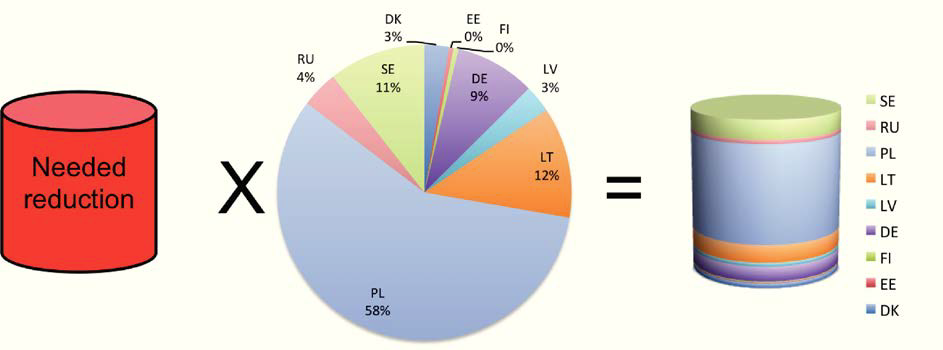 Needed
reduction
X
DK
3%
EE
0%
FI
0%
DE
9%
LV
3%
LT
12%
PL
58%
RU
4%
SE
11%
=
SE
RU
PL
LT
LV
DE
FI
EE
DK